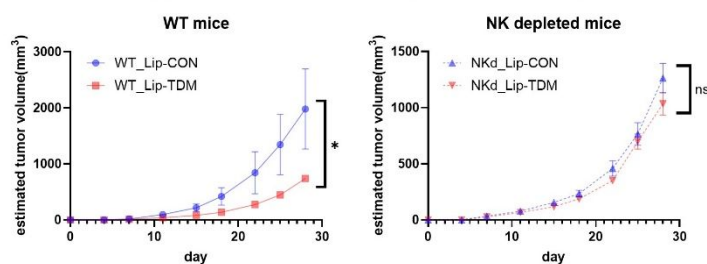 WT mice
estimated tumor volume(mm³)
3000
2000
1000
0
WT_Lip-CON
WT_Lip-TDM
*
0 10 20 30
day
NK depleted mice
estimated tumor volume(mm³)
1500
1000
500
0
NKd_Lip-CON
NKd_Lip-TDM
ns
0 10 20 30
day